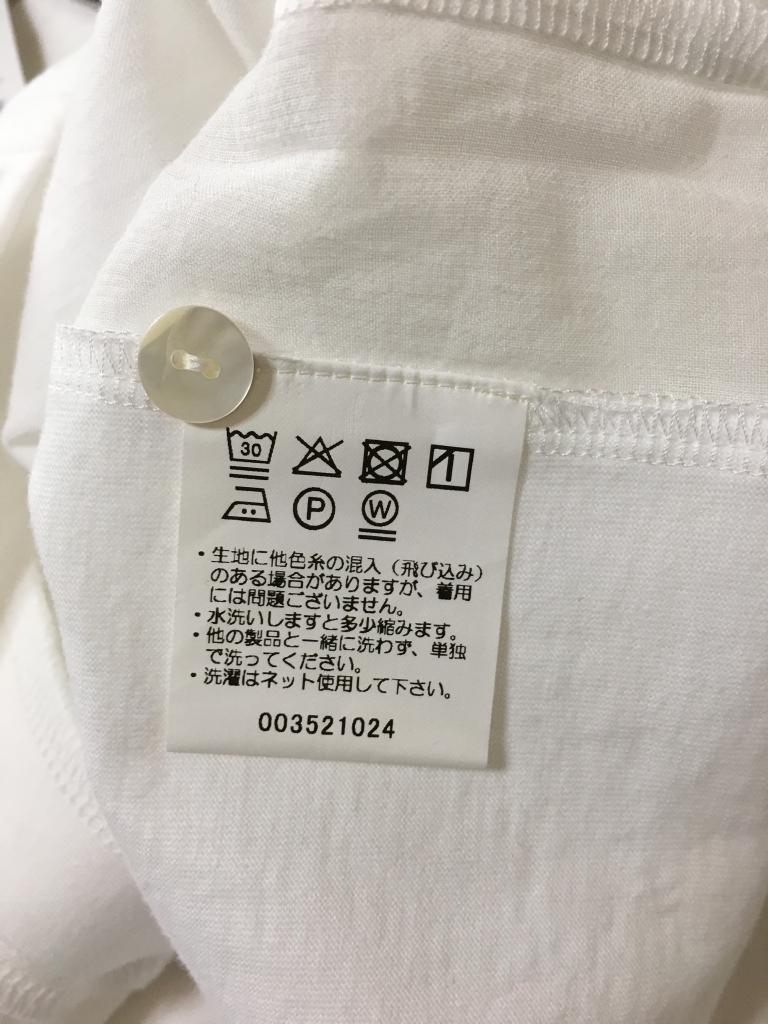 30
P
W
・生地に他色糸の混入（飛び込み）
のある場合がありますが、着用
には問題ございません。
・水洗いしますと多少縮みます。
・他の製品と一緒に洗わず、単独
で洗ってください。
・洗濯はネット使用して下さい。
003521024